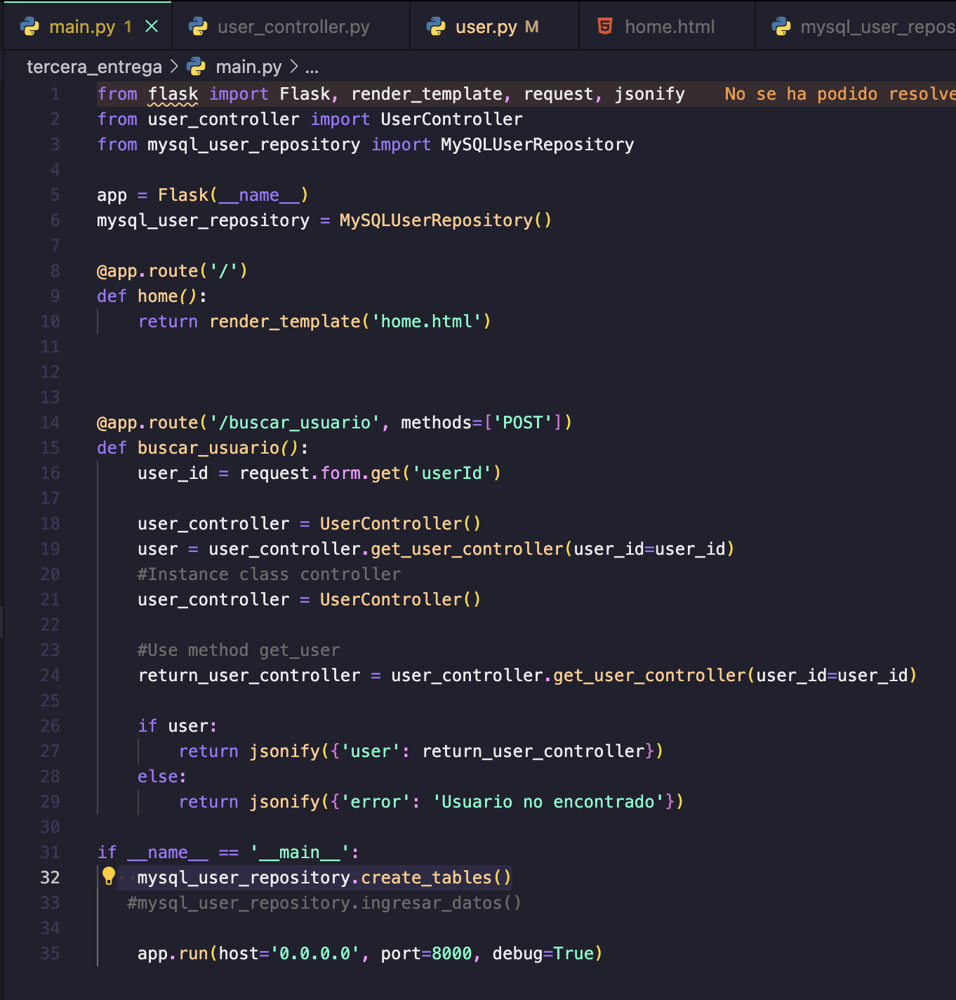 main.py 1 user_controller.py user.py M home.html mysql_user_repos
tercera_entrega > main.py > ...
1 from flask import Flask, render_template, request, jsonify No se ha podido resolve
2 from user_controller import UserController
3 from mysql_user_repository import MySQLUserRepository
4
5 app = Flask(__name__)
6 mysql_user_repository = MySQLUserRepository()
7
8 @app.route('/')
9 def home():
10 return render_template('home.html')
11
12
13
14 @app.route('/buscar_usuario', methods=['POST'])
15 def buscar_usuario():
16 user_id = request.form.get('userId')
17
18 user_controller = UserController()
19 user = user_controller.get_user_controller(user_id=user_id)
20 #Instance class controller
21 user_controller = UserController()
22
23 #Use method get_user
24 return_user_controller = user_controller.get_user_controller(user_id=user_id)
25
26 if user:
27 return jsonify({'user': return_user_controller})
28 else:
29 return jsonify({'error': 'Usuario no encontrado'})
30
31 if __name__ == '__main__':
32 mysql_user_repository.create_tables()
33 #mysql_user_repository.ingresar_datos()
34
35 app.run(host='0.0.0.0', port=8000, debug=True)